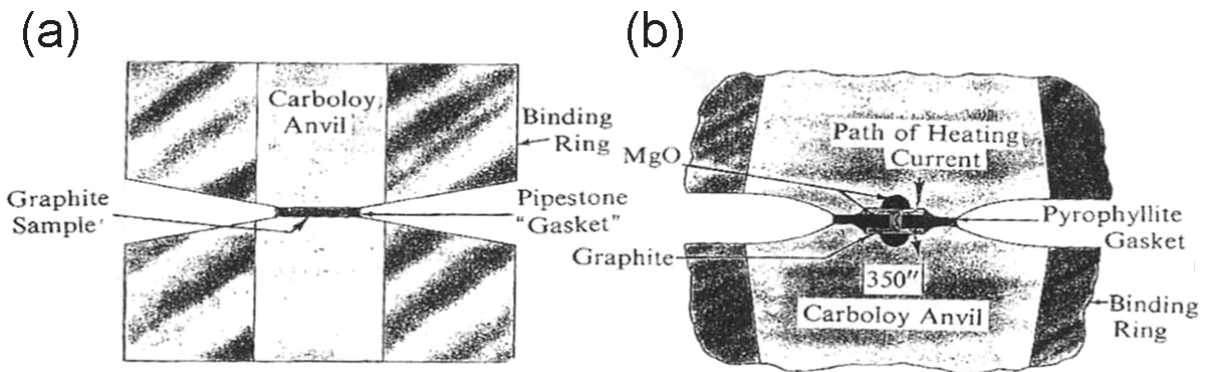 (a)
Carboloy
Anvil
Binding
Ring
Graphite
Sample
Pipestone
"Gasket"
(b)
Path of Heating
Current
MgO
Pyrophyllite
Gasket
Graphite
350"
Carboloy Anvil
Binding
Ring